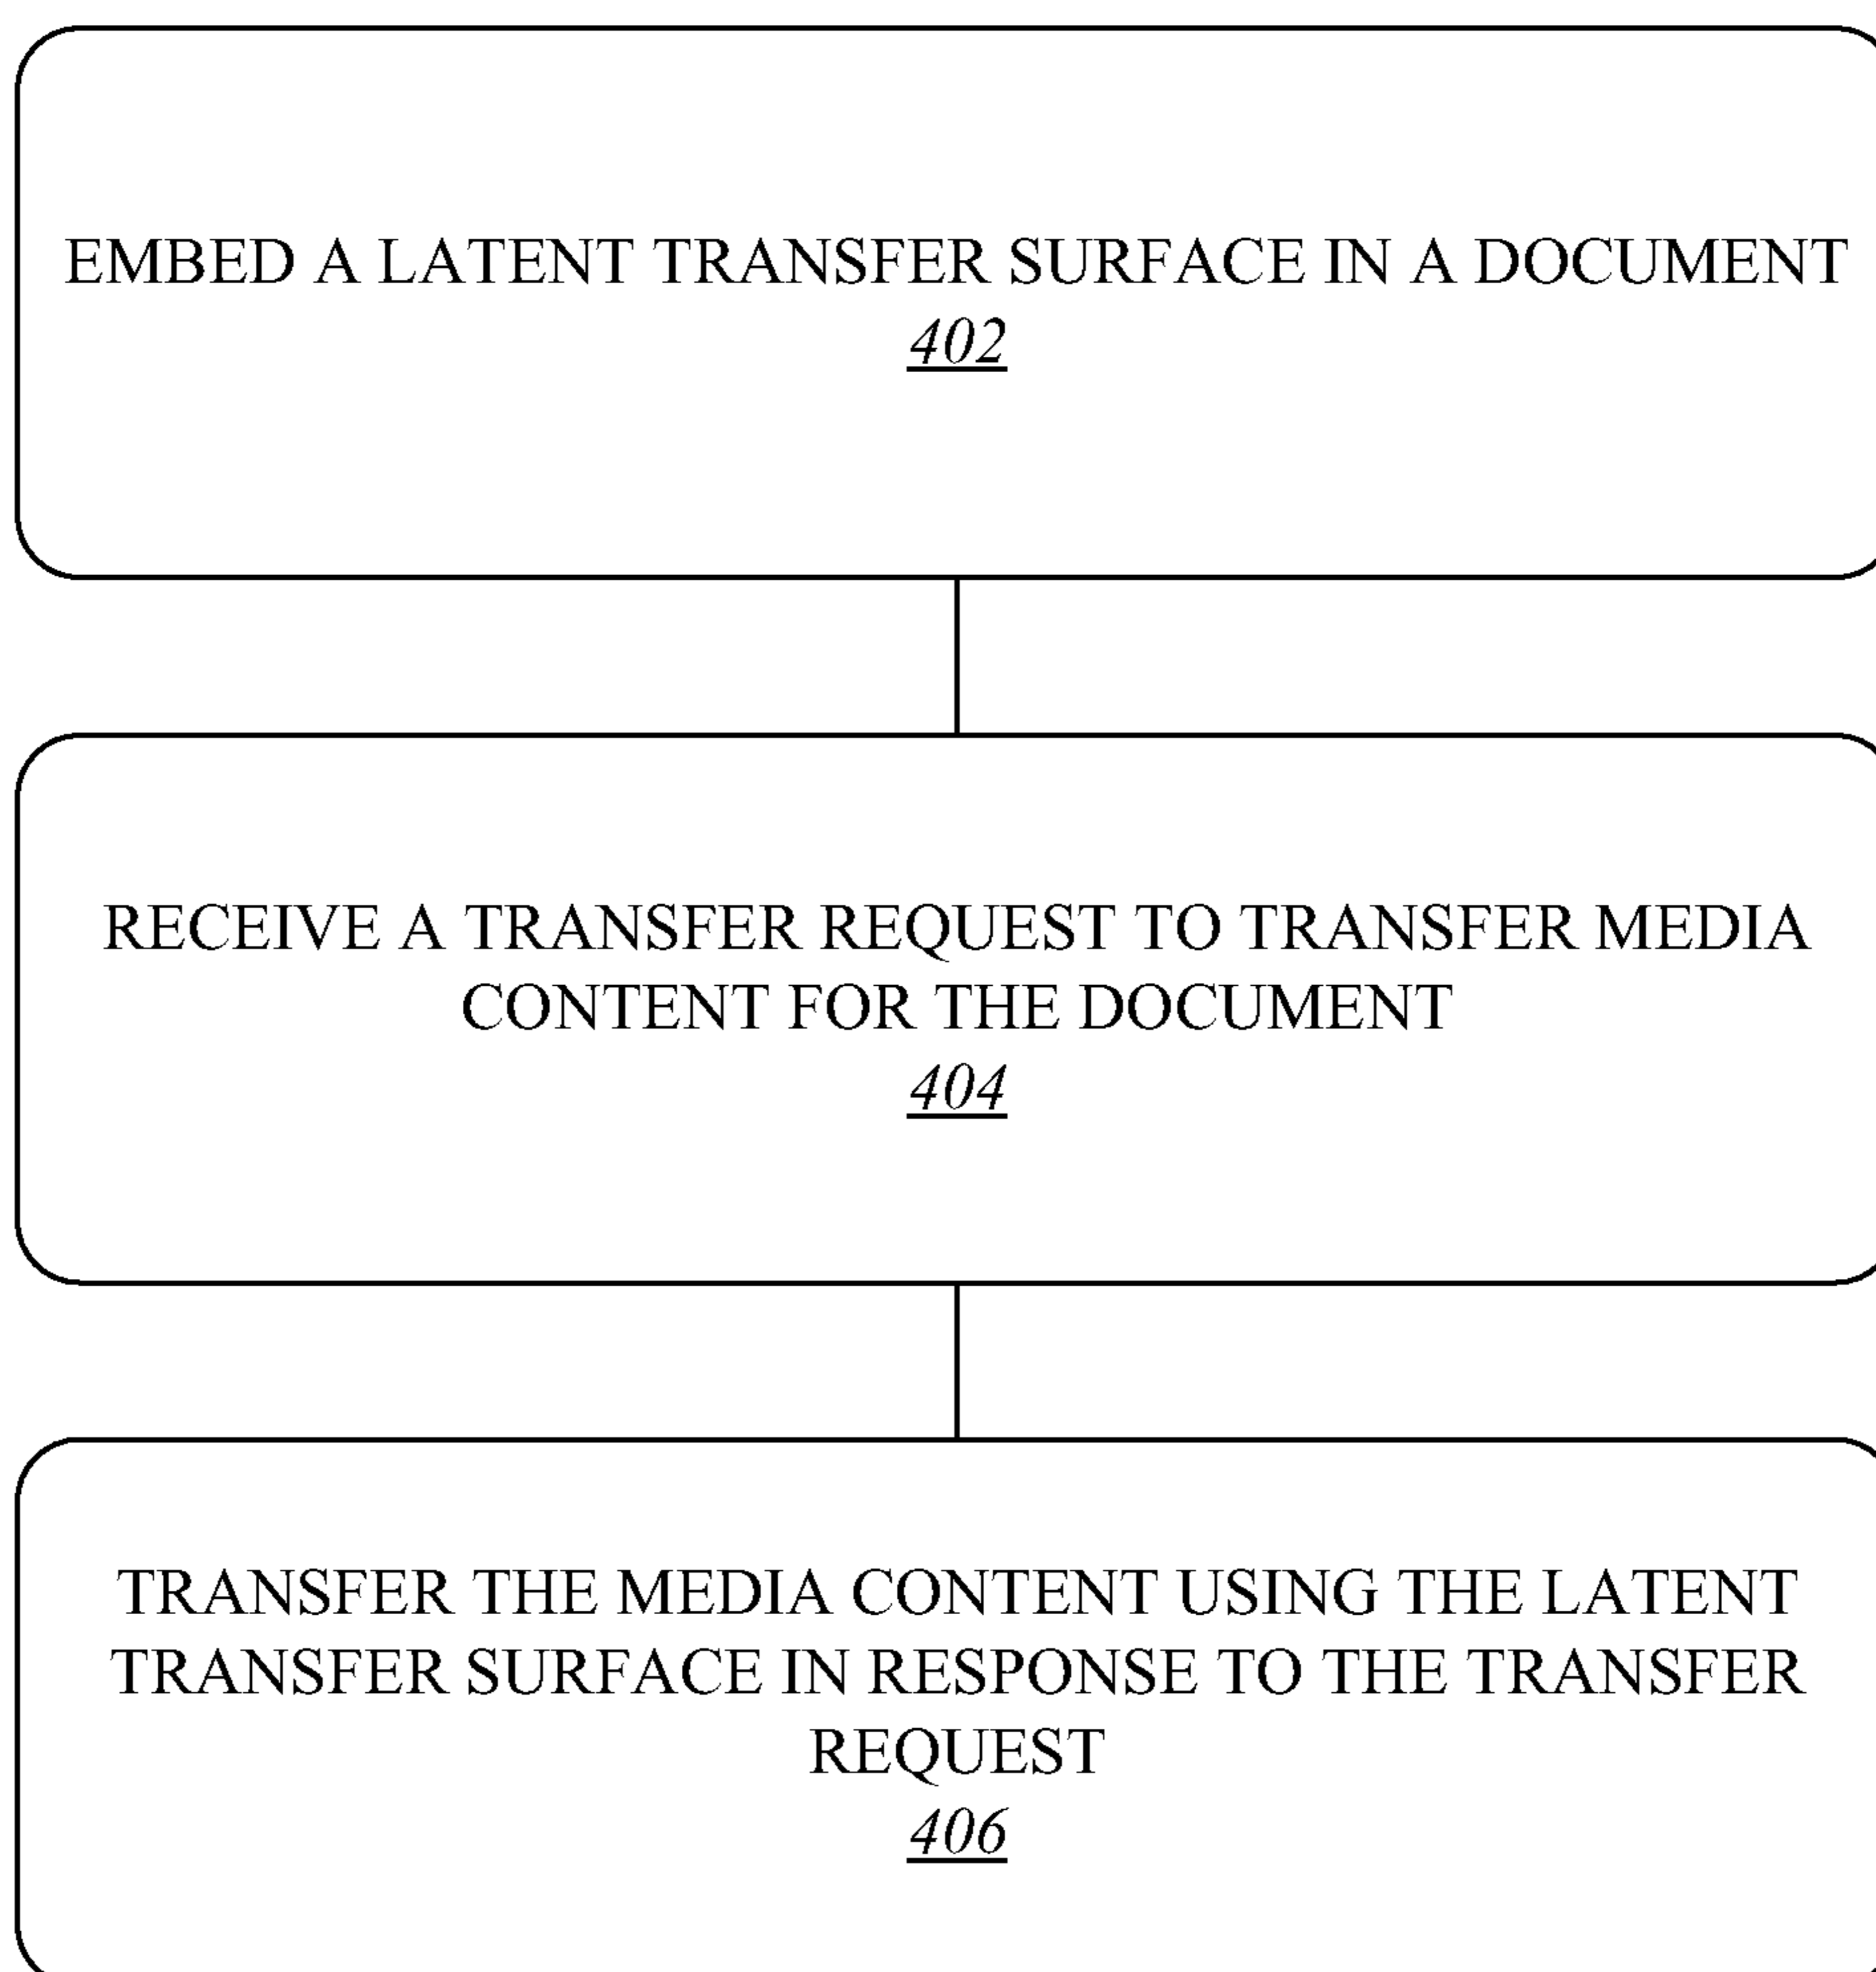 EMBED A LATENT TRANSFER SURFACE IN A DOCUMENT
402
RECEIVE A TRANSFER REQUEST TO TRANSFER MEDIA
CONTENT FOR THE DOCUMENT
404
TRANSFER THE MEDIA CONTENT USING THE LATENT
TRANSFER SURFACE IN RESPONSE TO THE TRANSFER
REQUEST
406